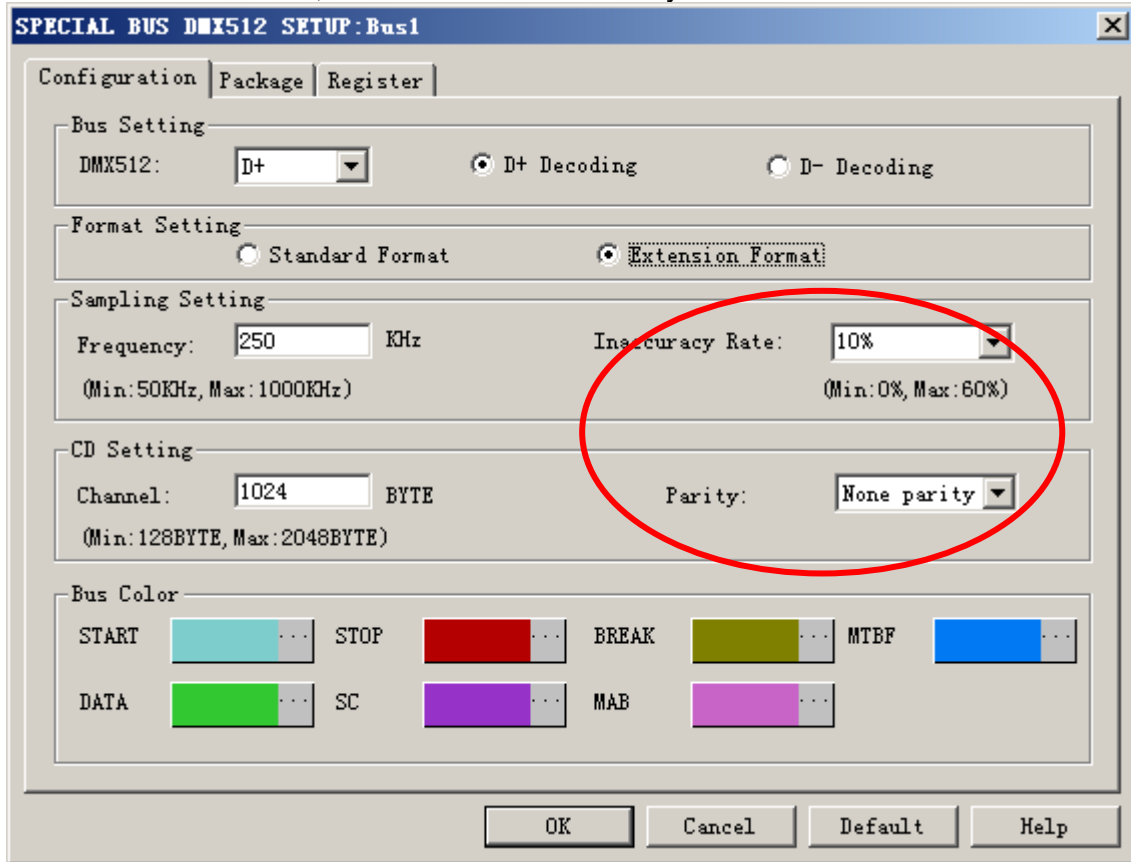 SPECIAL BUS DMX512 SETUP:Bus1
Configuration Package Register
Bus Setting
DMX512: D+ D+ Decoding D- Decoding
Format Setting
Standard Format Extension Format
Sampling Setting
Frequency: 250 KHz Inaccuracy Rate: 10%
(Min:50KHz, Max:1000KHz) (Min:0%, Max:60%)
CD Setting
Channel: 1024 BYTE Parity: None parity
(Min:128BYTE, Max:2048BYTE)
Bus Color
START ... STOP ... BREAK ... MTBF ...
DATA ... SC ... MAB ...
OK Cancel Default Help